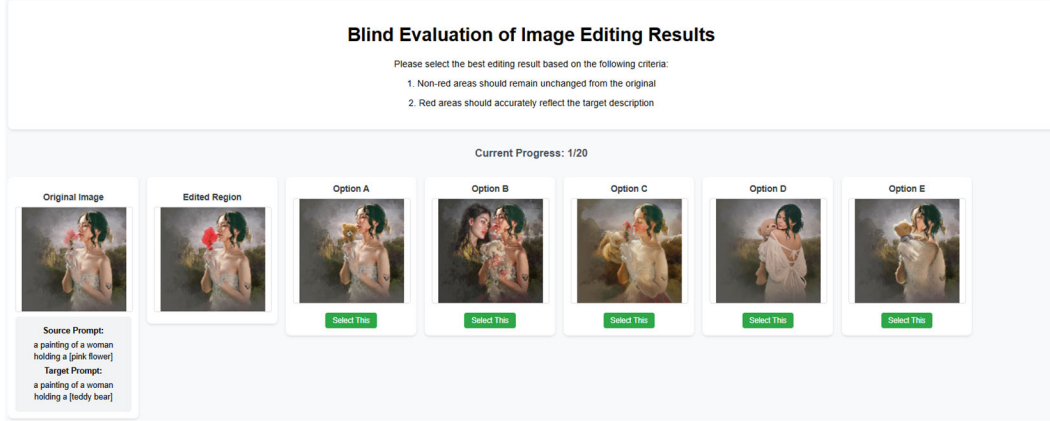 Blind Evaluation of Image Editing Results
Please select the best editing result based on the following criteria:
1. Non-red areas should remain unchanged from the original
2. Red areas should accurately reflect the target description
Current Progress: 1/20
Original Image
Source Prompt:
a painting of a woman
holding a [pink flower]
Target Prompt:
a painting of a woman
holding a [teddy bear]
Edited Region
Option A
Select This
Option B
Select This
Option C
Select This
Option D
Select This
Option E
Select This